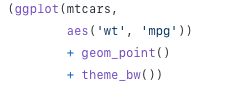 (ggplot(mtcars,
        aes('wt', 'mpg'))
        + geom_point()
        + theme_bw())